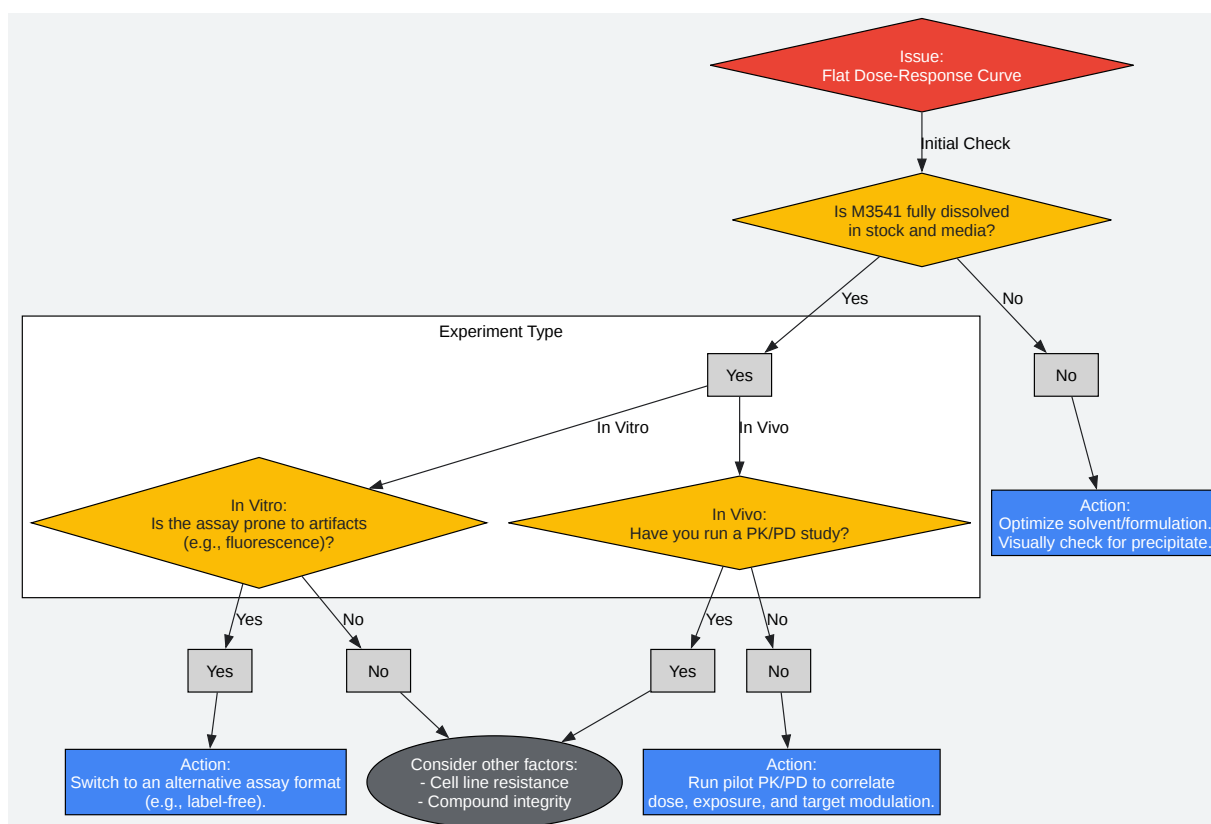 Issue:
Flat Dose-Response Curve
Initial Check
Is M3541 fully dissolved
in stock and media?
Yes
No
Experiment Type
Yes
No
In Vitro
In Vivo
In Vitro:
Is the assay prone to artifacts
(e.g., fluorescence)?
In Vivo:
Have you run a PK/PD study?
Action:
Optimize solvent/formulation.
Visually check for precipitate.
Yes
No
Yes
No
Yes
No
Yes
No
Action:
Switch to an alternative assay format
(e.g., label-free).
Consider other factors:
- Cell line resistance
- Compound integrity
Action:
Run pilot PK/PD to correlate
dose, exposure, and target modulation.